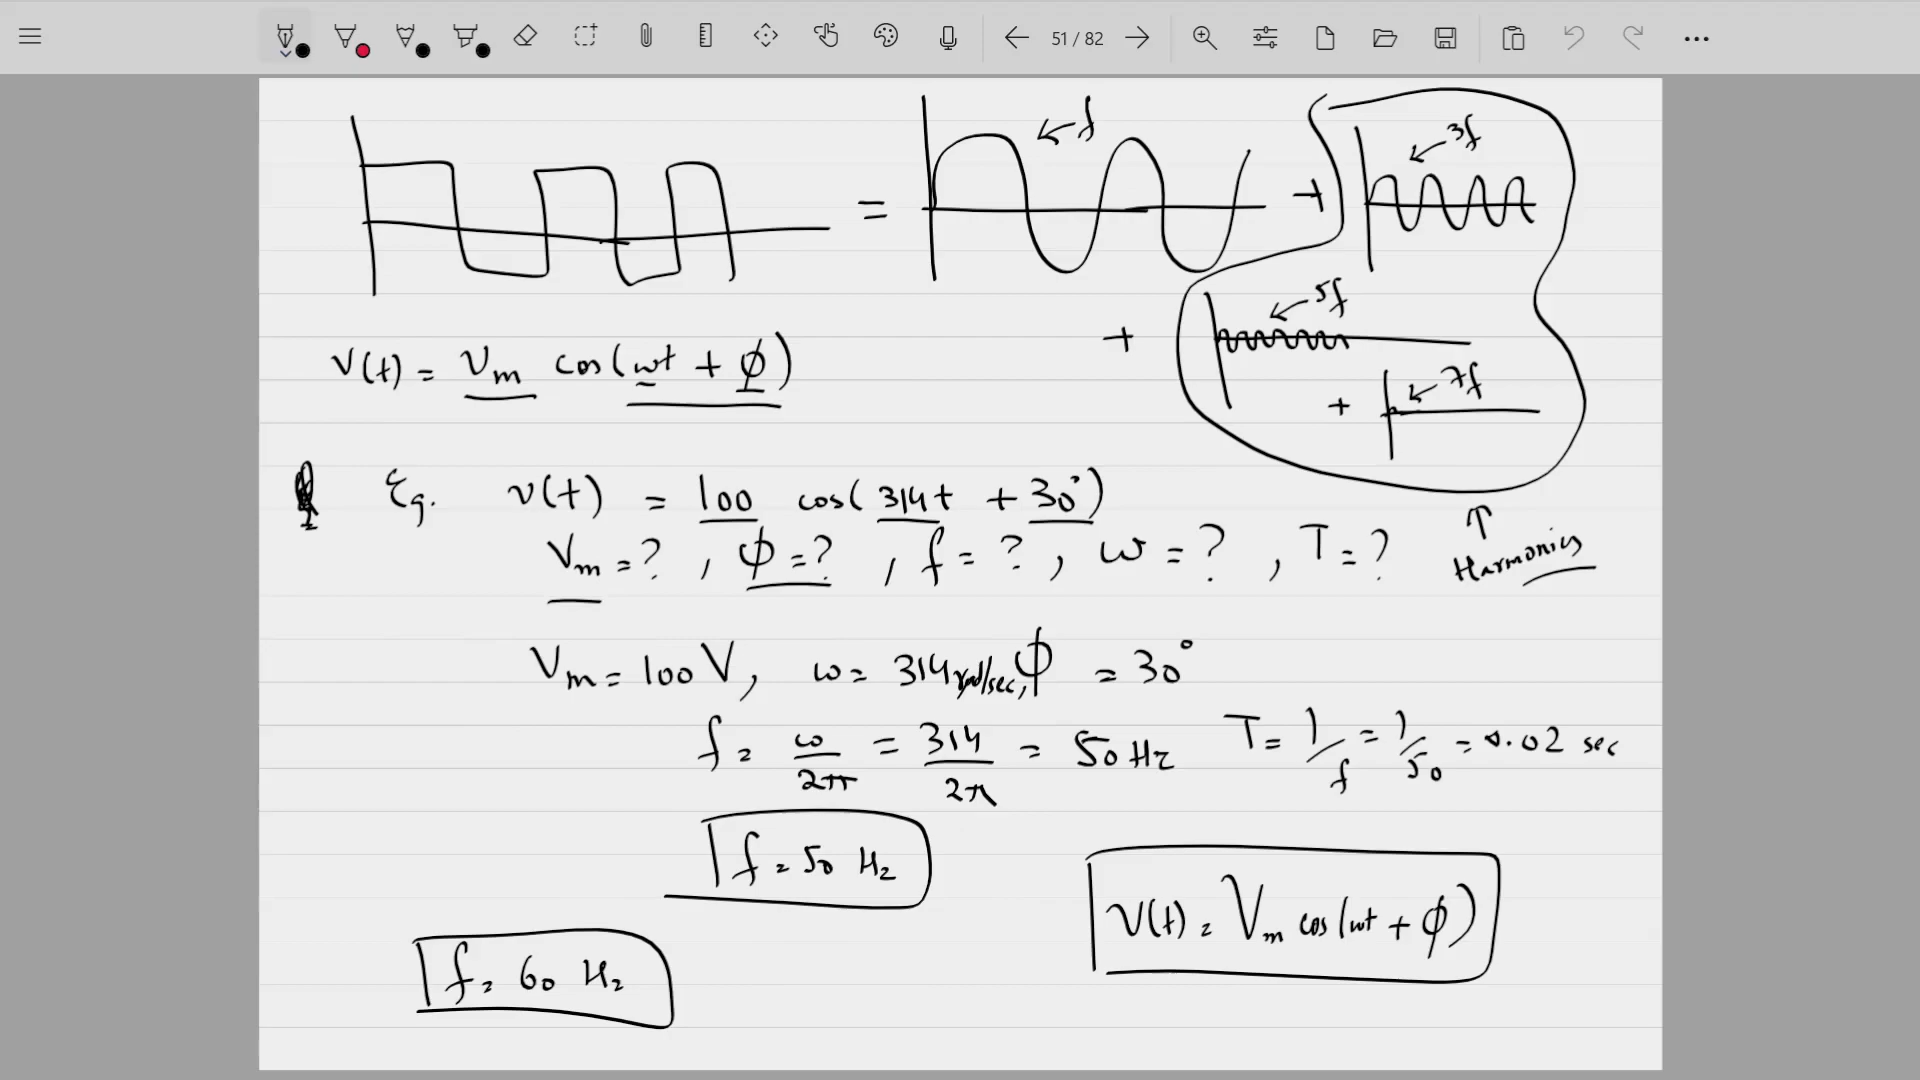 51 / 82
= f + 3f
+ 5f
+ 7f
v(t) = Vm cos(ωt + φ)
Eg. v(t) = 100 cos(314t + 30°)
Vm = ?, φ = ?, f = ?, ω = ?, T = ?
Harmonics
Vm = 100 V, ω = 314 rad/sec, φ = 30°
f = ω/2π = 314/2π = 50 Hz T = 1/f = 1/50 = 0.02 sec
f = 50 Hz
v(t) = Vm cos(ωt + φ)
f = 60 Hz